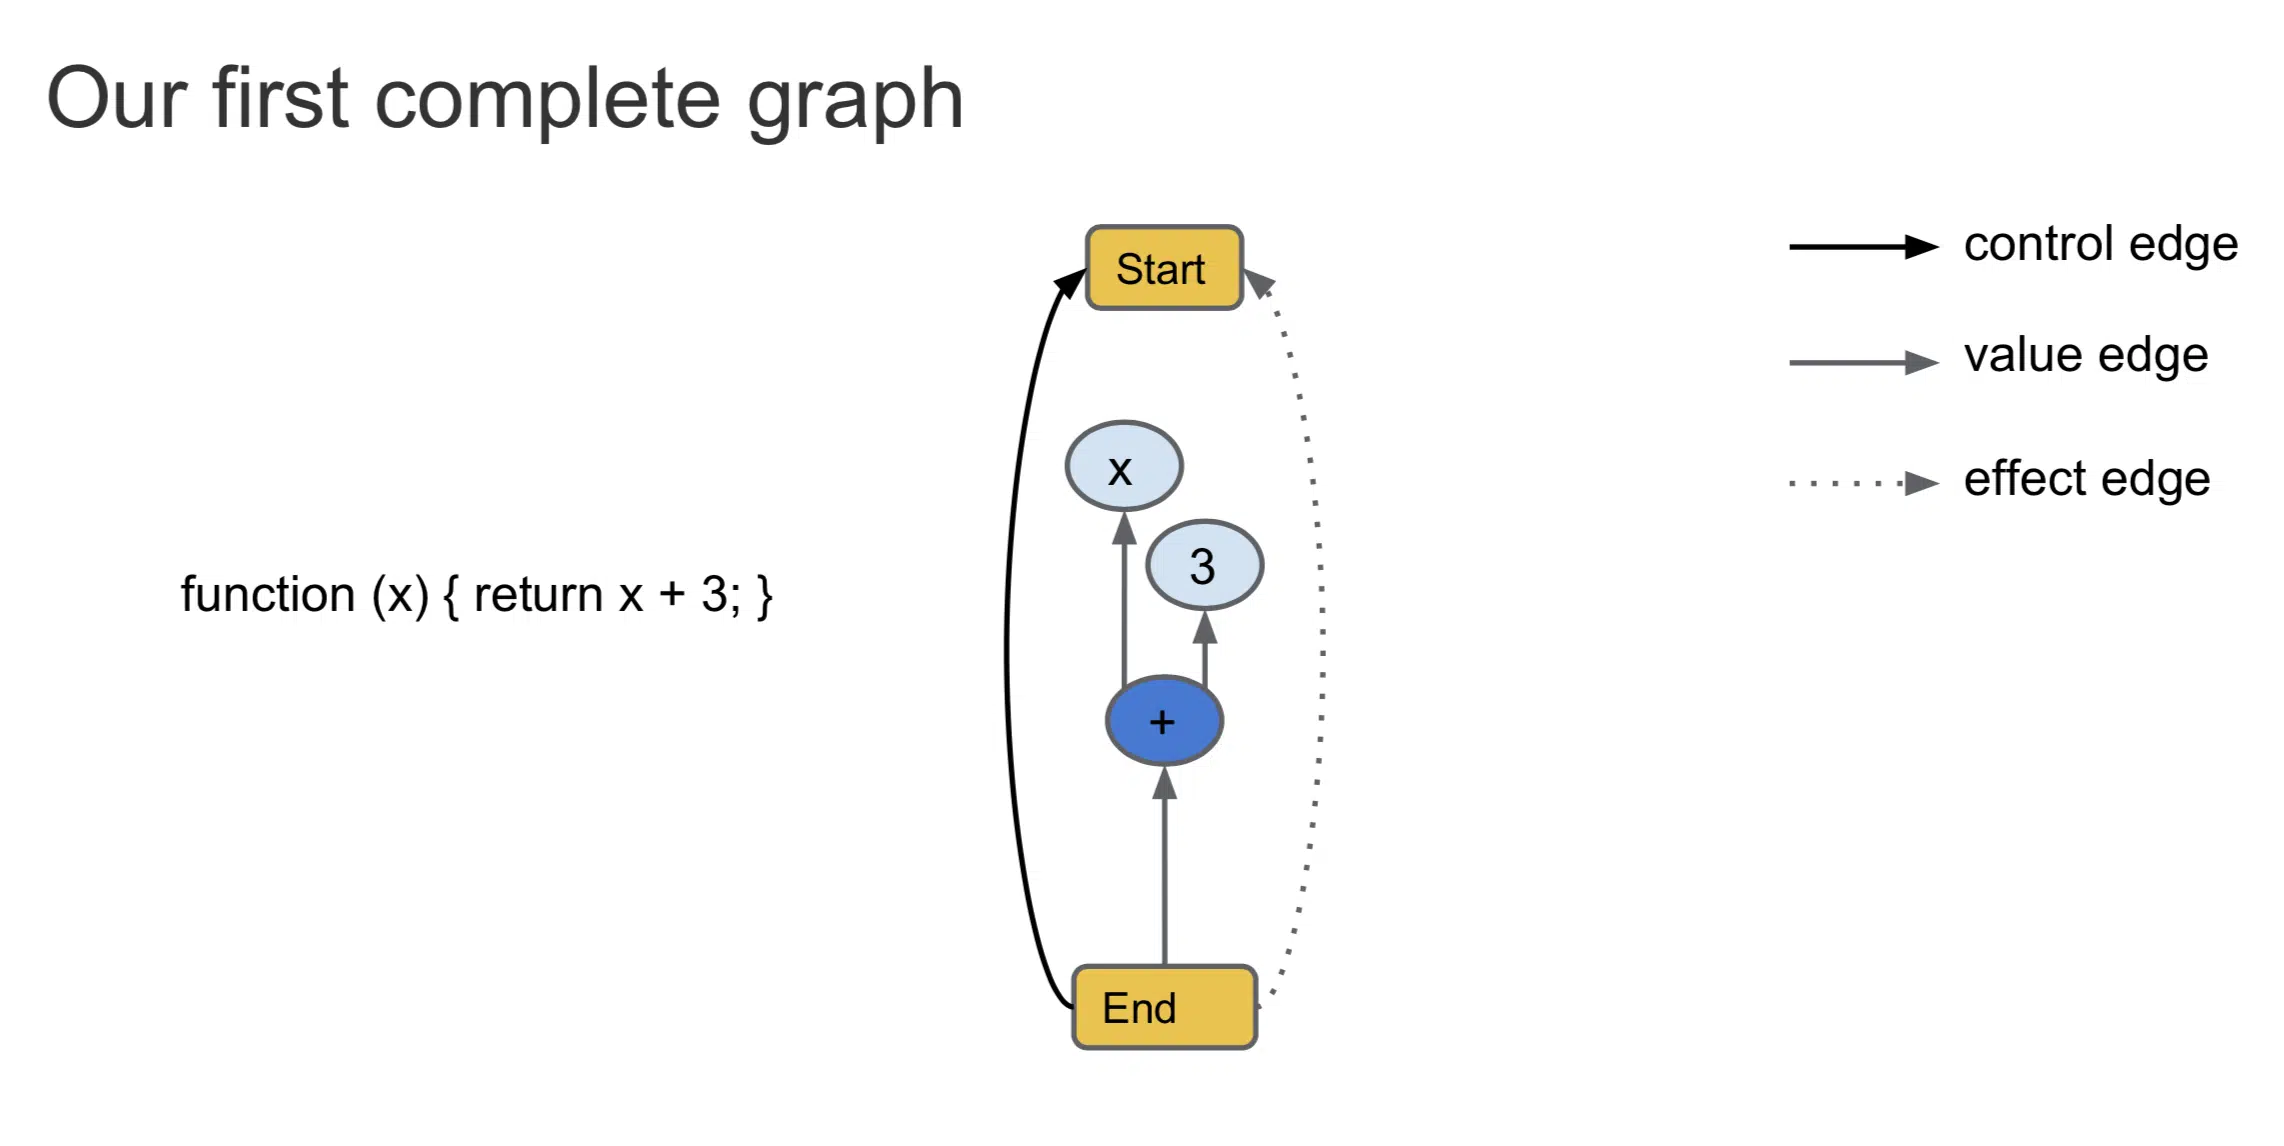 Our first complete graph
Start
control edge
value edge
effect edge
x
3
function (x) { return x + 3; }
+
End